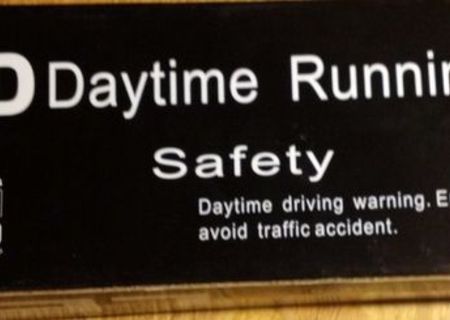 D Daytime Runnin
Safety
Daytime driving warning. E
avoid traffic accident.